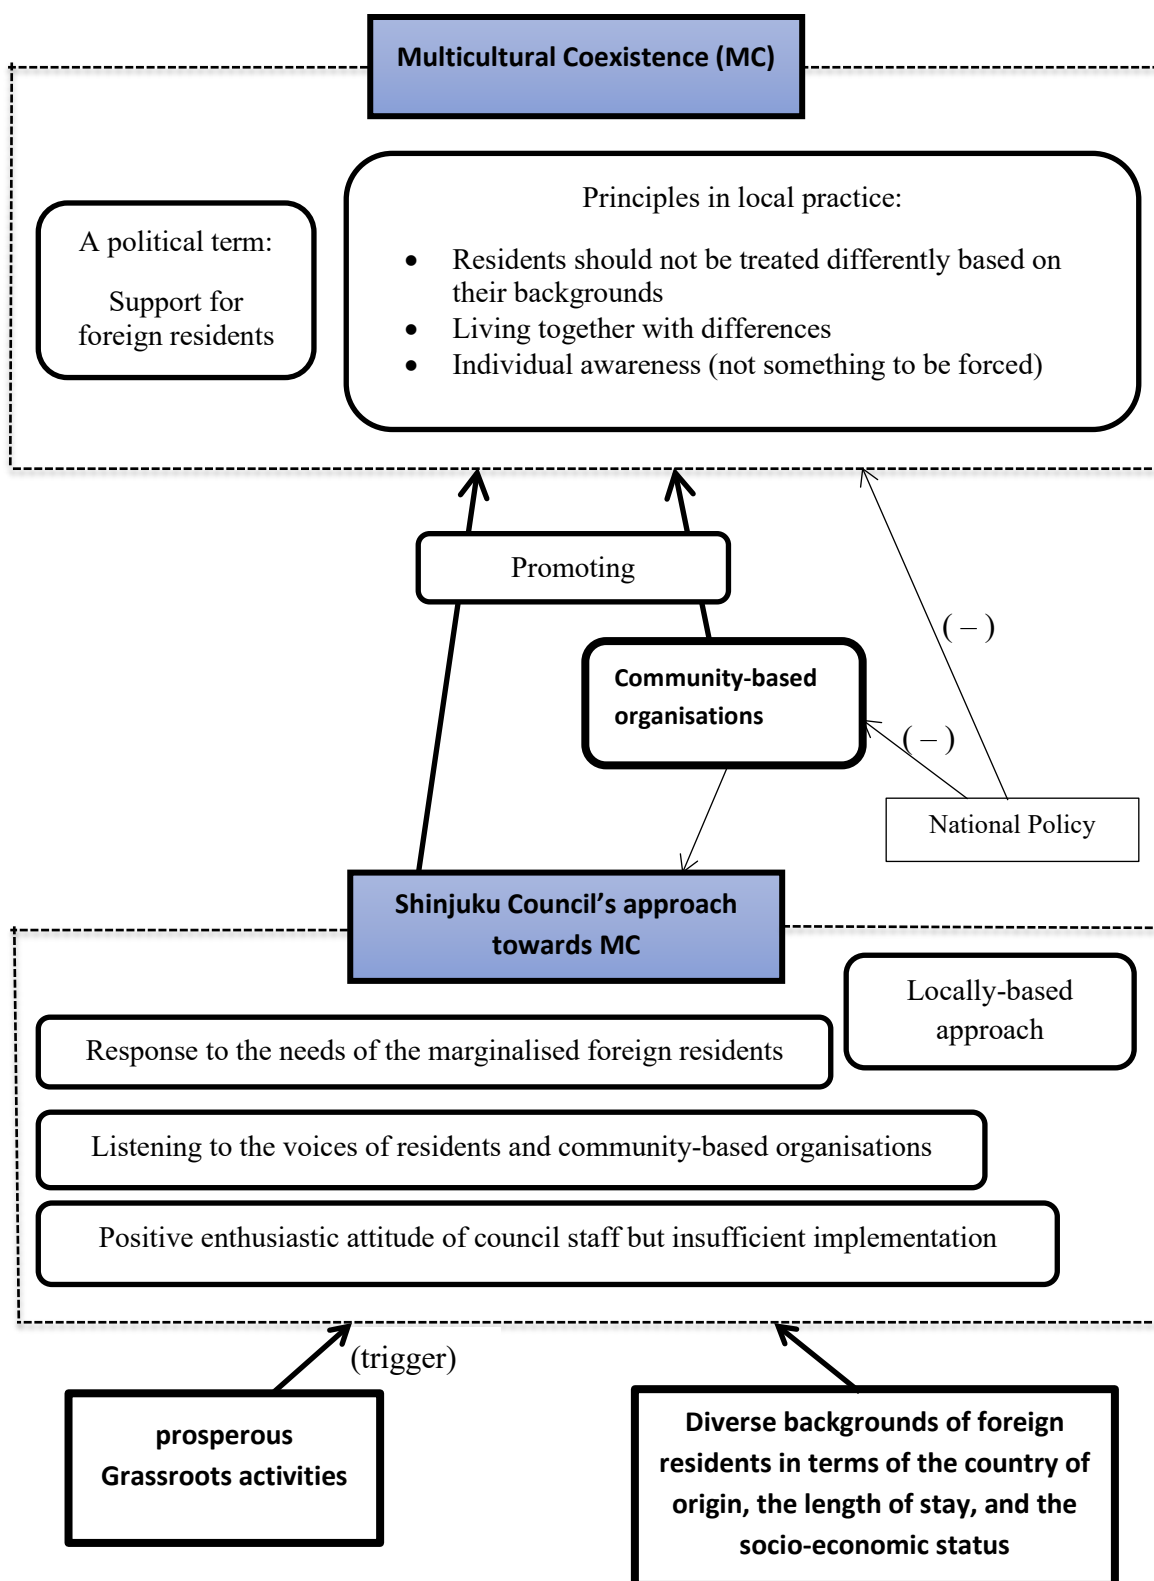 Multicultural Coexistence (MC)
A political term:
Support for
foreign residents
Principles in local practice:
• Residents should not be treated differently based on
their backgrounds
• Living together with differences
• Individual awareness (not something to be forced)
Promoting
( – )
Community-based
organisations
( – )
National Policy
Shinjuku Council’s approach
towards MC
Locally-based
approach
Response to the needs of the marginalised foreign residents
Listening to the voices of residents and community-based organisations
Positive enthusiastic attitude of council staff but insufficient implementation
(trigger)
prosperous
Grassroots activities
Diverse backgrounds of foreign
residents in terms of the country of
origin, the length of stay, and the
socio-economic status